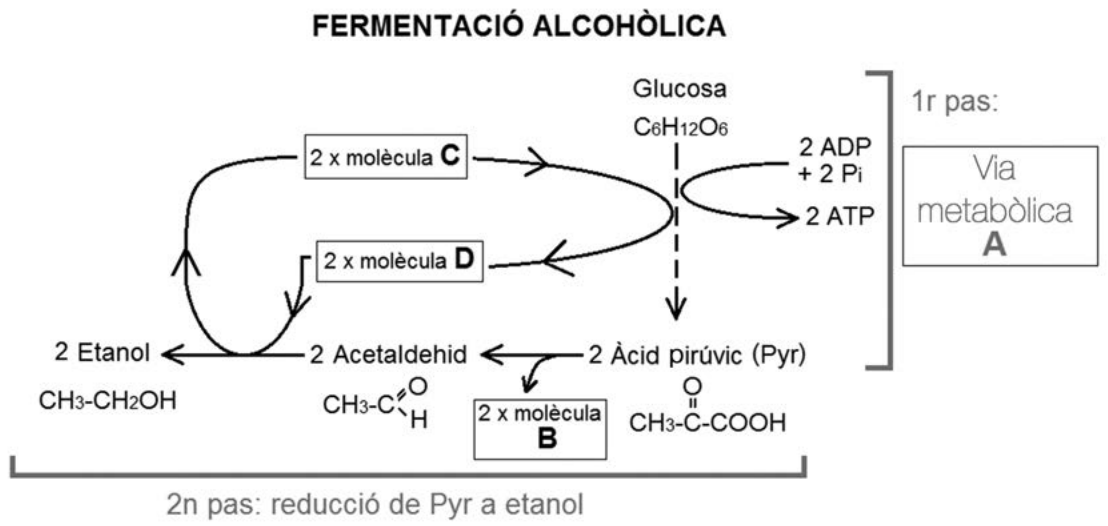 FERMENTACIÓ ALCOHÒLICA
Glucosa
C6H12O6
1r pas:
Via
metabòlica
A
2 ADP
+ 2 Pi
2 ATP
2 x molècula C
2 x molècula D
2 Etanol
2 Acetaldehid
2 Àcid pirúvic (Pyr)
CH3-CH2OH
O
CH3-C
H
2 x molècula
B
O
CH3-C-COOH
2n pas: reducció de Pyr a etanol